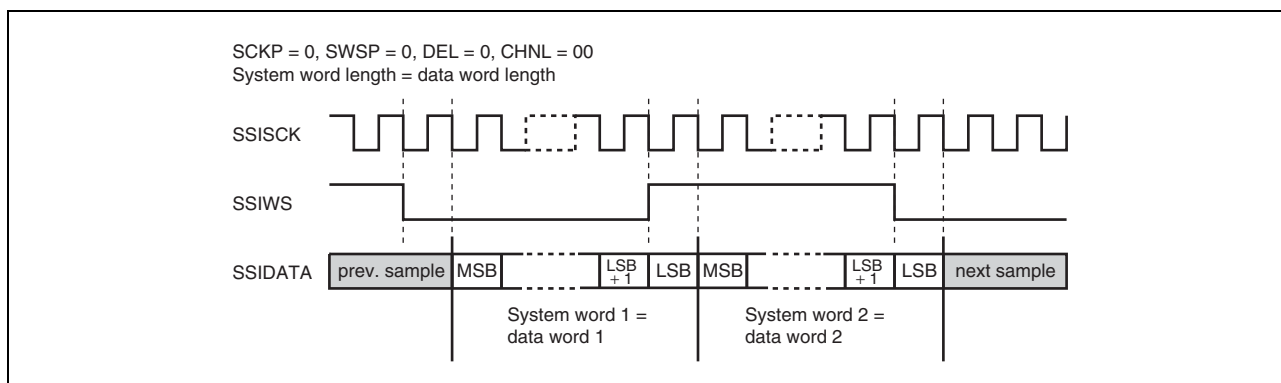 SCKP = 0, SWSP = 0, DEL = 0, CHNL = 00
System word length = data word length
SSISCK
SSIWS
SSIDATA
prev. sample
MSB
LSB
+ 1
LSB
MSB
LSB
+ 1
LSB
next sample
System word 1 =
data word 1
System word 2 =
data word 2